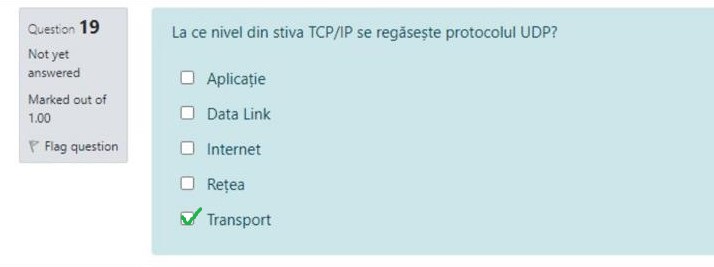 Question 19
Not yet
answered
Marked out of
1.00
Flag question
La ce nivel din stiva TCP/IP se regăsește protocolul UDP?
Aplicație
Data Link
Internet
Rețea
Transport